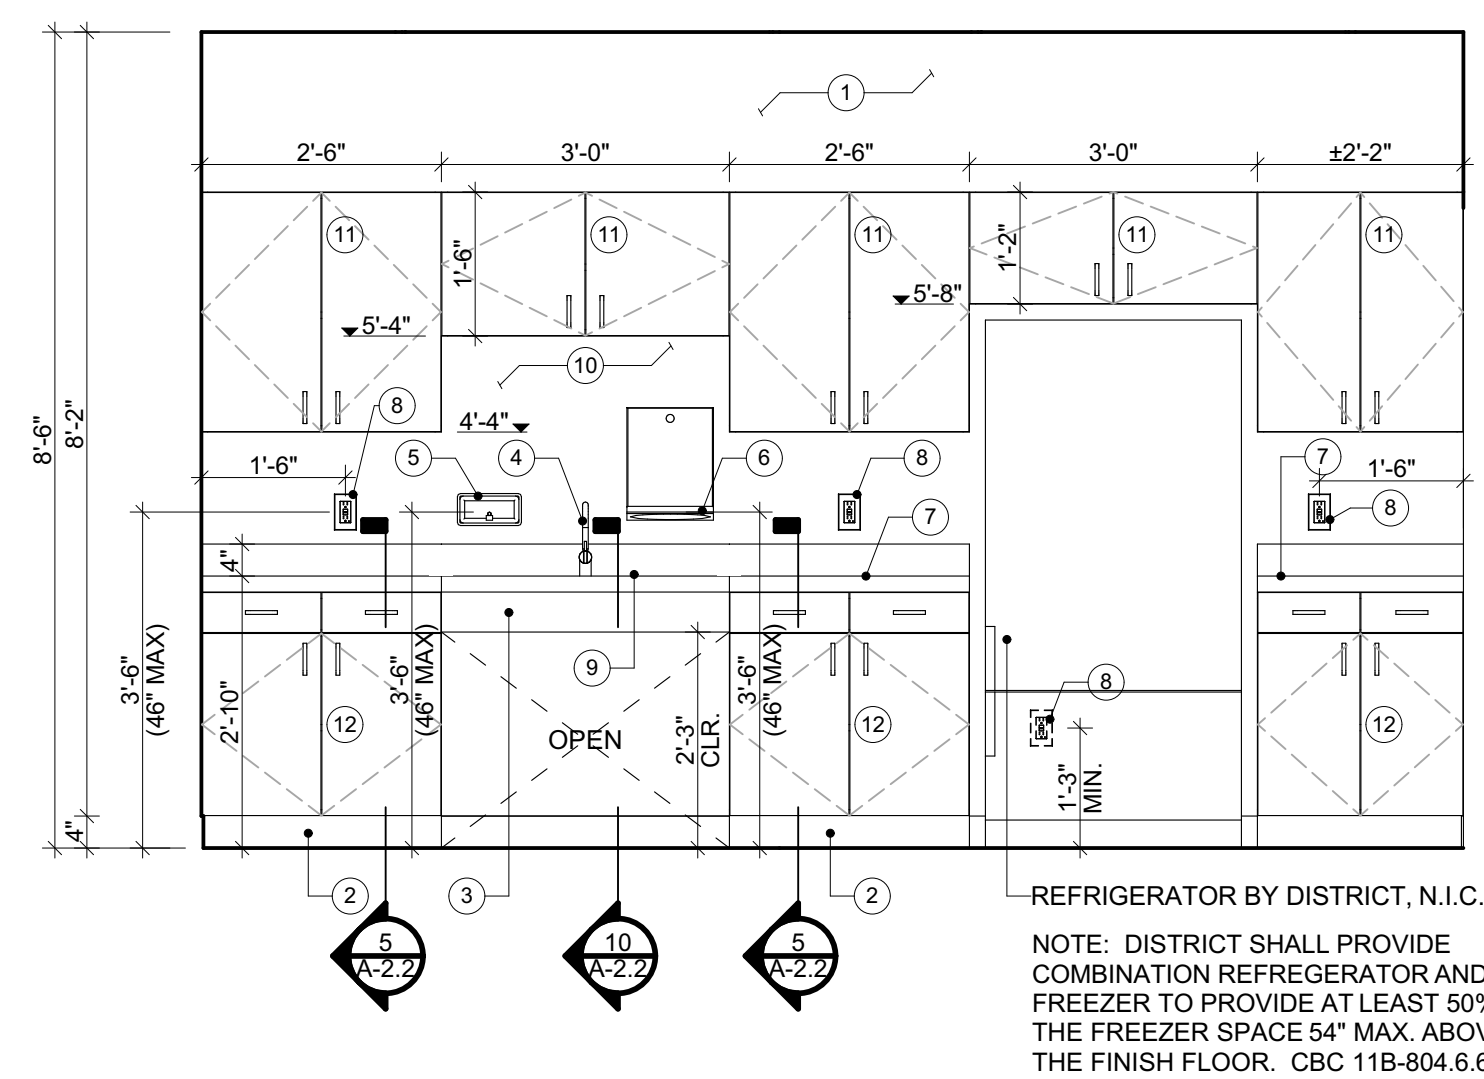 1
2'-6" 3'-0" 2'-6" 3'-0" ±2'-2"
11 11 11 11 11
1'-6" 1'-2"
5'-8"
5'-4"
10
8
8'-6" 8'-2" 4'-4"
1'-6" 5 4 6 8 7 1'-6"
8
7
4"
3'-6"
(46" MAX)
2'-10"
3'-6"
(46" MAX)
9
3'-6"
(46" MAX)
8
12 OPEN 2'-3"
CLR.
12 12
1'-3"
MIN.
4"
2 3 2
REFRIGERATOR BY DISTRICT, N.I.C.
5
A-2.2
10
A-2.2
5
A-2.2
NOTE: DISTRICT SHALL PROVIDE
COMBINATION REFREGERATOR AND
FREEZER TO PROVIDE AT LEAST 50%
THE FREEZER SPACE 54" MAX. ABOV
THE FINISH FLOOR. CBC 11B-804.6.6